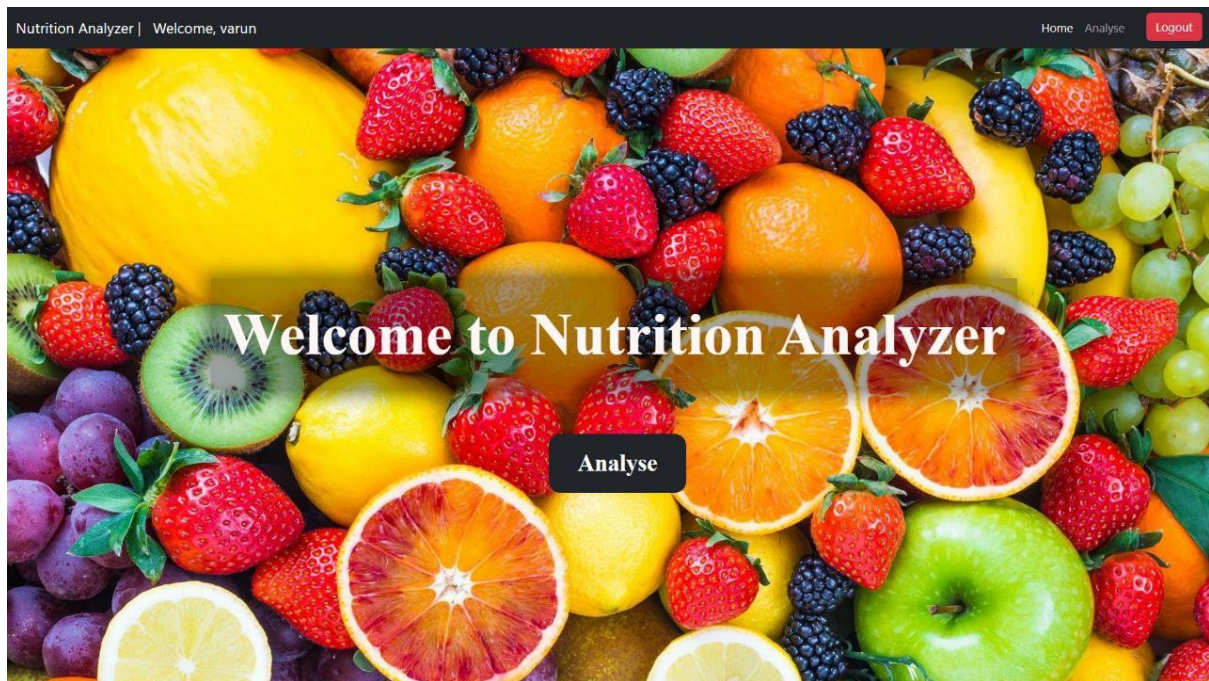 Nutrition Analyzer | Welcome, varun
Home Analyse Logout
Welcome to Nutrition Analyzer
Analyse